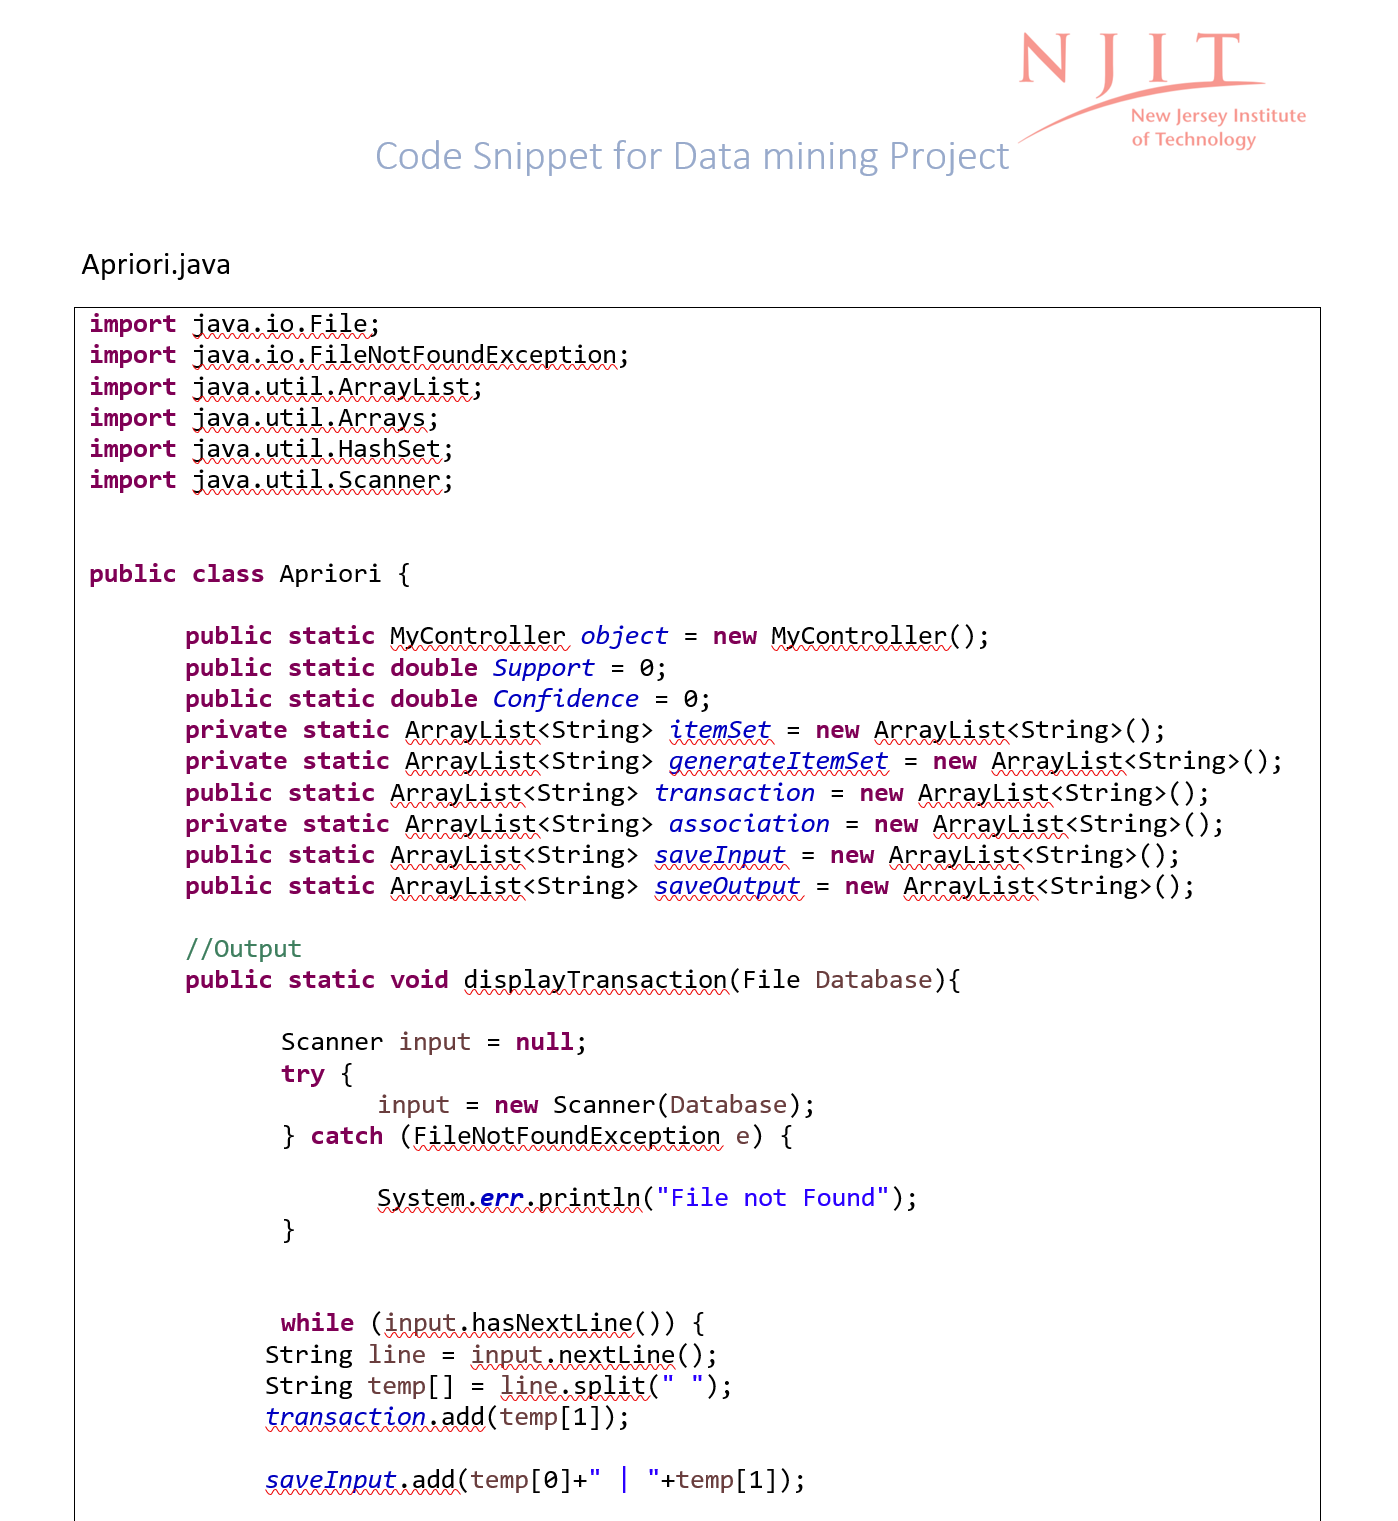 NJIT
New Jersey Institute
of Technology
Code Snippet for Data mining Project
Apriori.java
import java.io.File;
import java.io.FileNotFoundException;
import java.util.ArrayList;
import java.util.Arrays;
import java.util.HashSet;
import java.util.Scanner;
public class Apriori {
public static MyController object = new MyController();
public static double Support = 0;
public static double Confidence = 0;
private static ArrayList<String> itemSet = new ArrayList<String>();
private static ArrayList<String> generateItemSet = new ArrayList<String>();
public static ArrayList<String> transaction = new ArrayList<String>();
private static ArrayList<String> association = new ArrayList<String>();
public static ArrayList<String> saveInput = new ArrayList<String>();
public static ArrayList<String> saveOutput = new ArrayList<String>();
//Output
public static void displayTransaction(File Database){
Scanner input = null;
try {
input = new Scanner(Database);
} catch (FileNotFoundException e) {
System.err.println("File not Found");
}
while (input.hasNextLine()) {
String line = input.nextLine();
String temp[] = line.split(" ");
transaction.add(temp[1]);
saveInput.add(temp[0]+" | "+temp[1]);